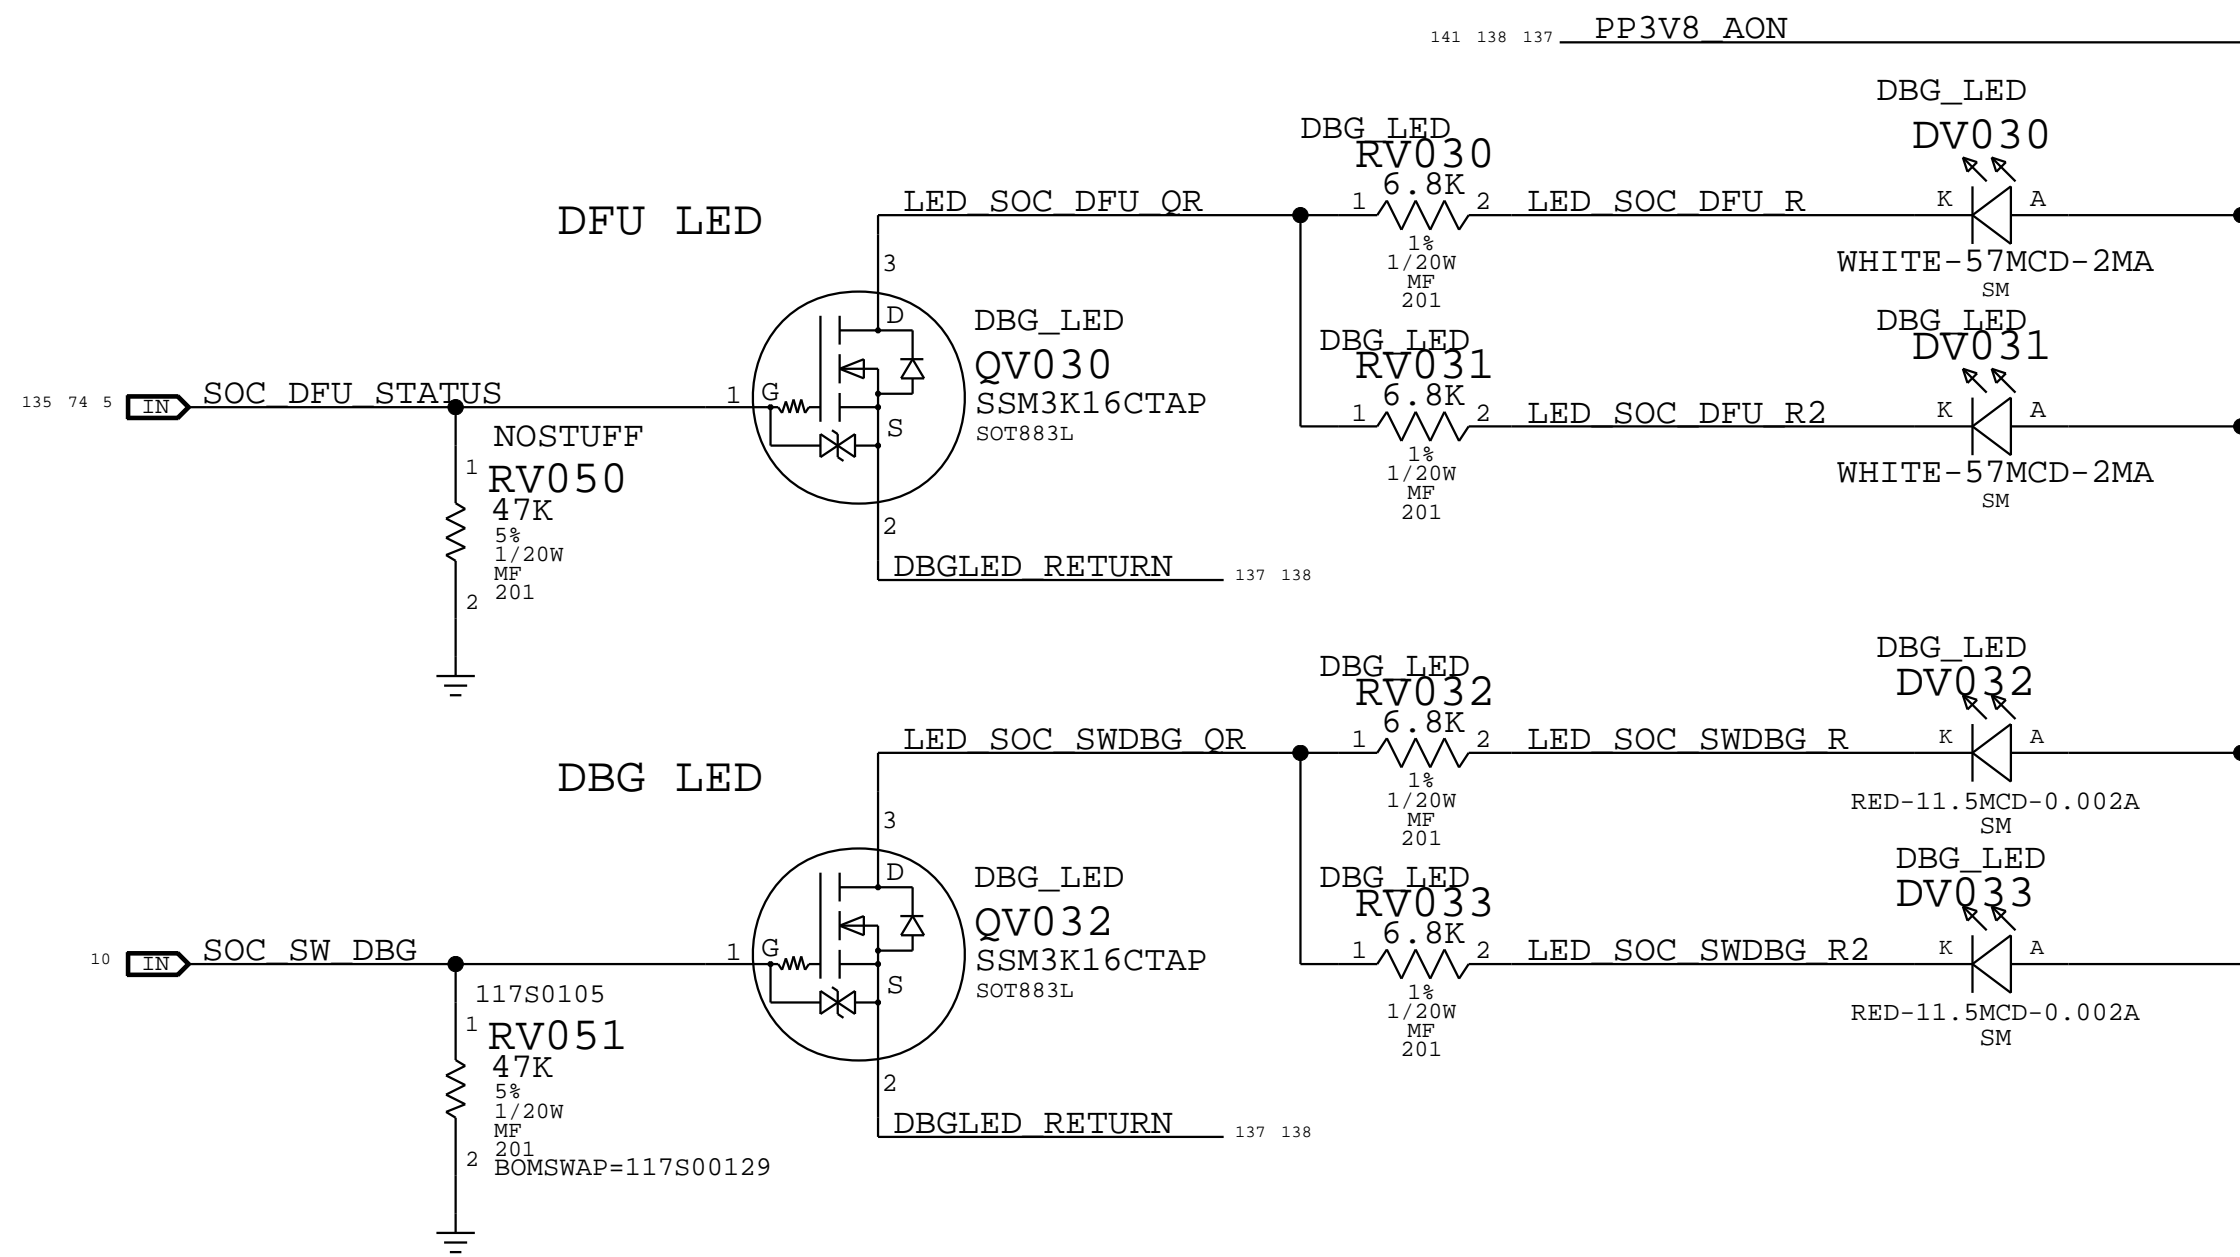 141 138 137 PP3V8_AON
DFU LED
135 74 5 IN SOC_DFU_STATUS
NOSTUFF
1
RV050
47K
5%
1/20W
MF
201
2
LED_SOC_DFU_QR
3
D
1 G
S
2
DBG_LED
QV030
SSM3K16CTAP
SOT883L
DBGLED_RETURN 137 138
DBG_LED
RV030
6.8K
1 2
1%
1/20W
MF
201
LED_SOC_DFU_R
DBG_LED
DV030
K A
WHITE-57MCD-2MA
SM
DBG_LED
RV031
6.8K
1 2
1%
1/20W
MF
201
LED_SOC_DFU_R2
DBG_LED
DV031
K A
WHITE-57MCD-2MA
SM
DBG LED
10 IN SOC_SW_DBG
117S0105
1
RV051
47K
5%
1/20W
MF
201
2
BOMSWAP=117S00129
LED_SOC_SWDBG_QR
3
D
1 G
S
2
DBG_LED
QV032
SSM3K16CTAP
SOT883L
DBGLED_RETURN 137 138
DBG_LED
RV032
6.8K
1 2
1%
1/20W
MF
201
LED_SOC_SWDBG_R
DBG_LED
DV032
K A
RED-11.5MCD-0.002A
SM
DBG_LED
RV033
6.8K
1 2
1%
1/20W
MF
201
LED_SOC_SWDBG_R2
DBG_LED
DV033
K A
RED-11.5MCD-0.002A
SM